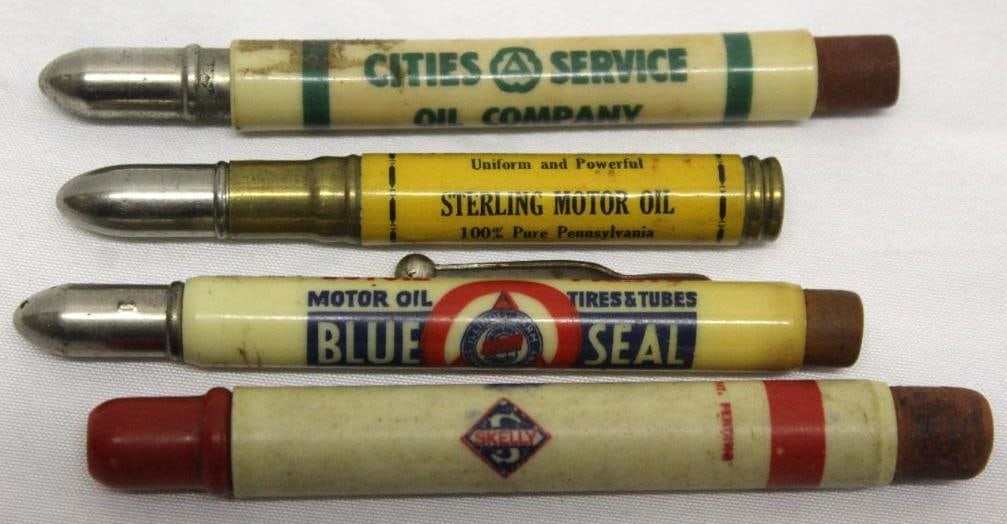 CITIES SERVICE
OIL COMPANY
Uniform and Powerful
STERLING MOTOR OIL
100% Pure Pennsylvania
MOTOR OIL TIRES & TUBES
BLUE SEAL
SKELLY
S
PENDING